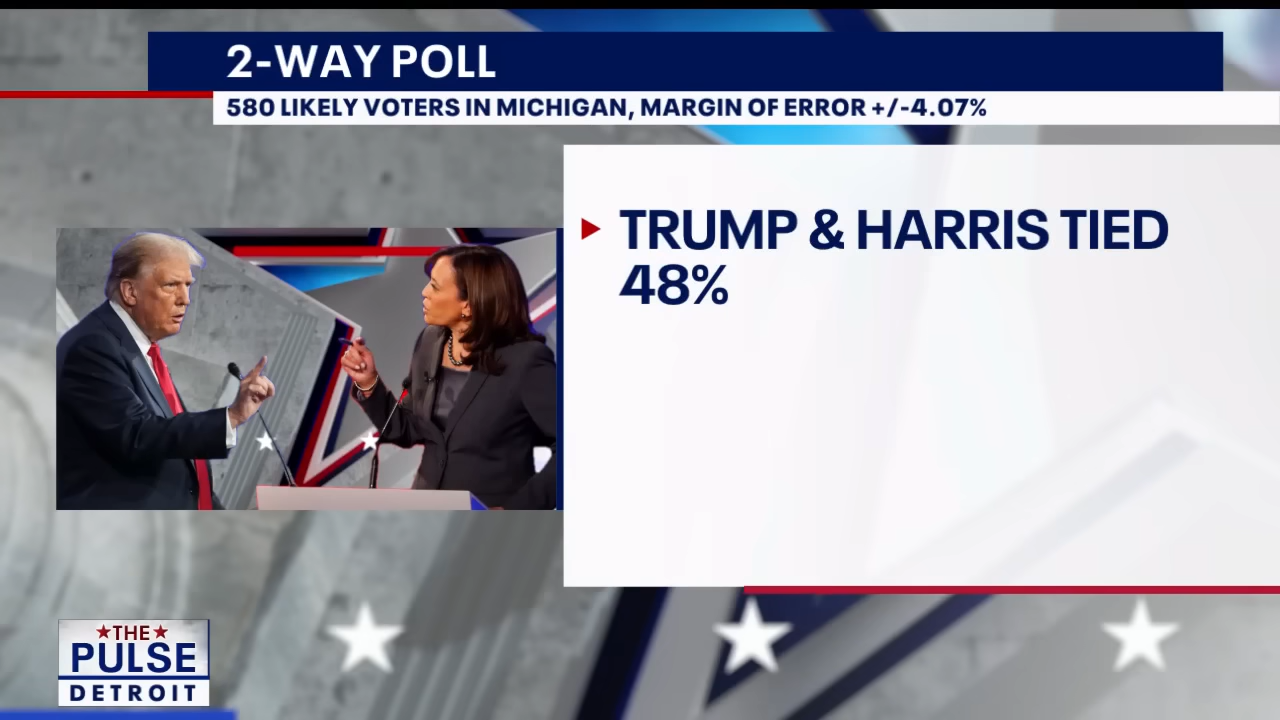 2-WAY POLL
580 LIKELY VOTERS IN MICHIGAN, MARGIN OF ERROR +/-4.07%
TRUMP & HARRIS TIED
48%
THE
PULSE
DETROIT